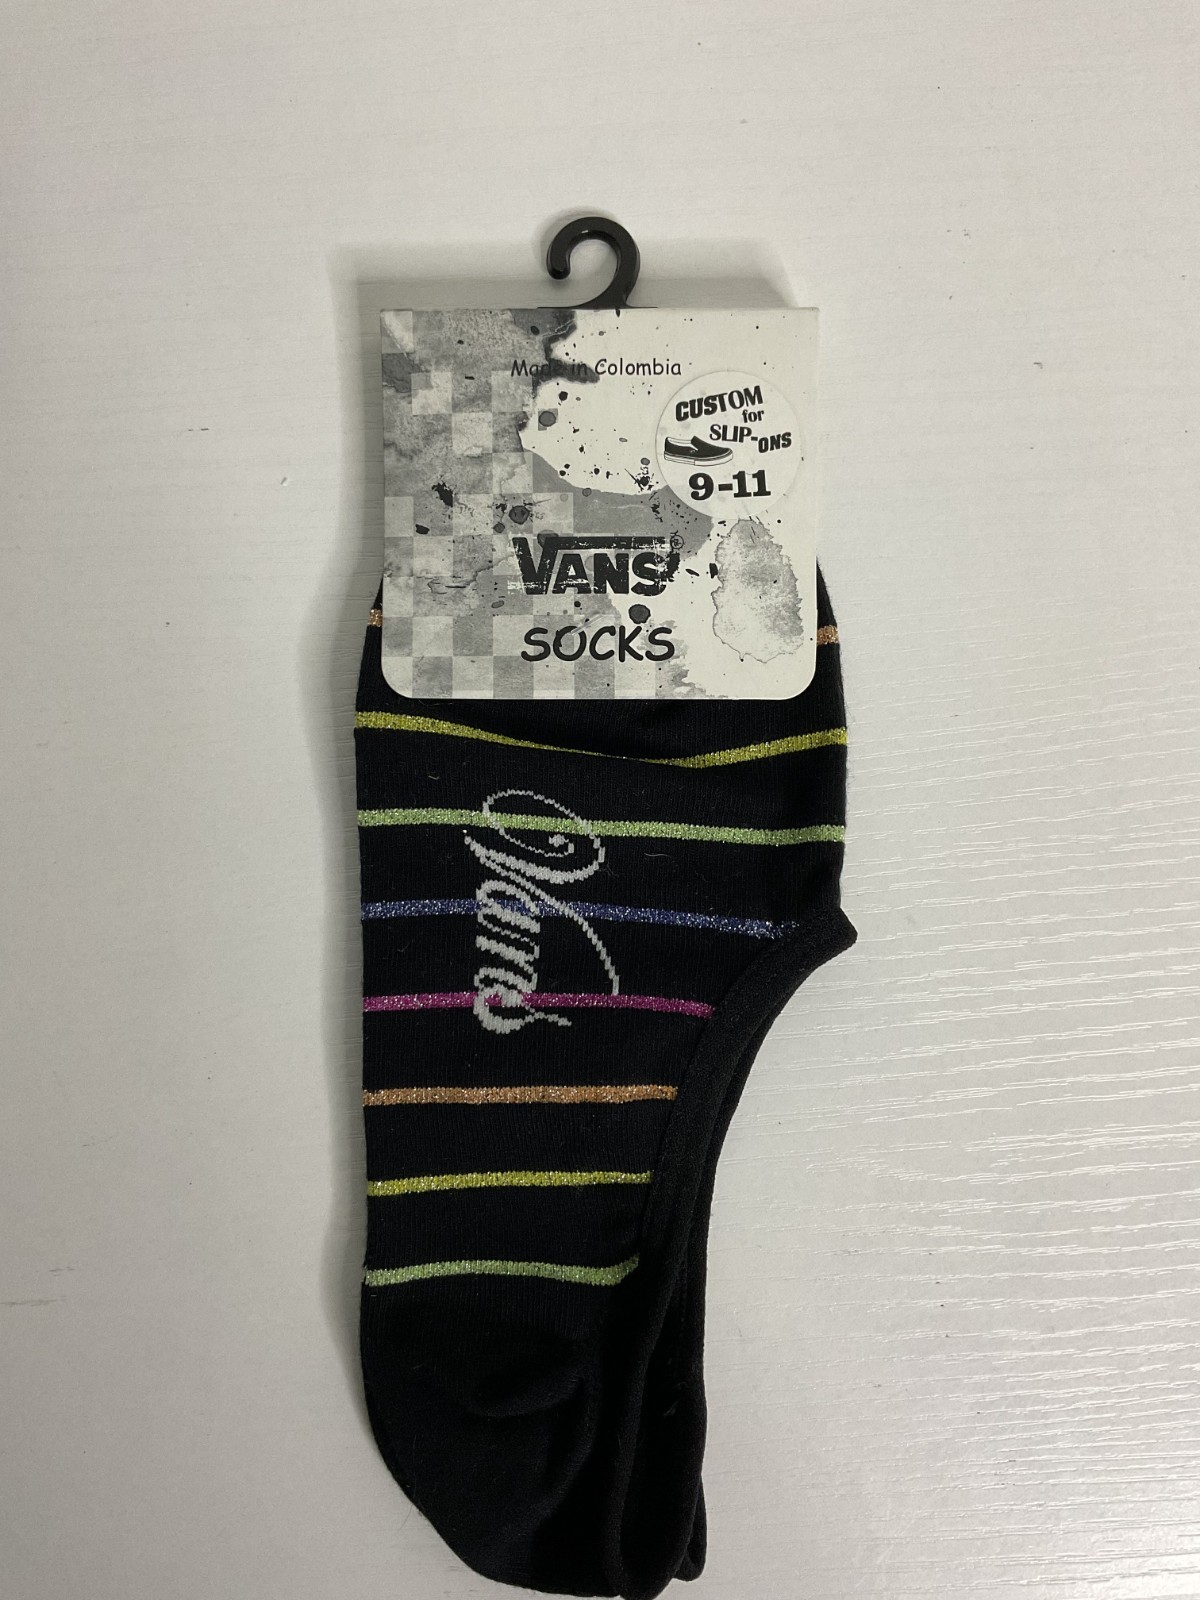 Made in Colombia
CUSTOM
for
SLIP-ONS
9-11
VANS®
SOCKS
Vans